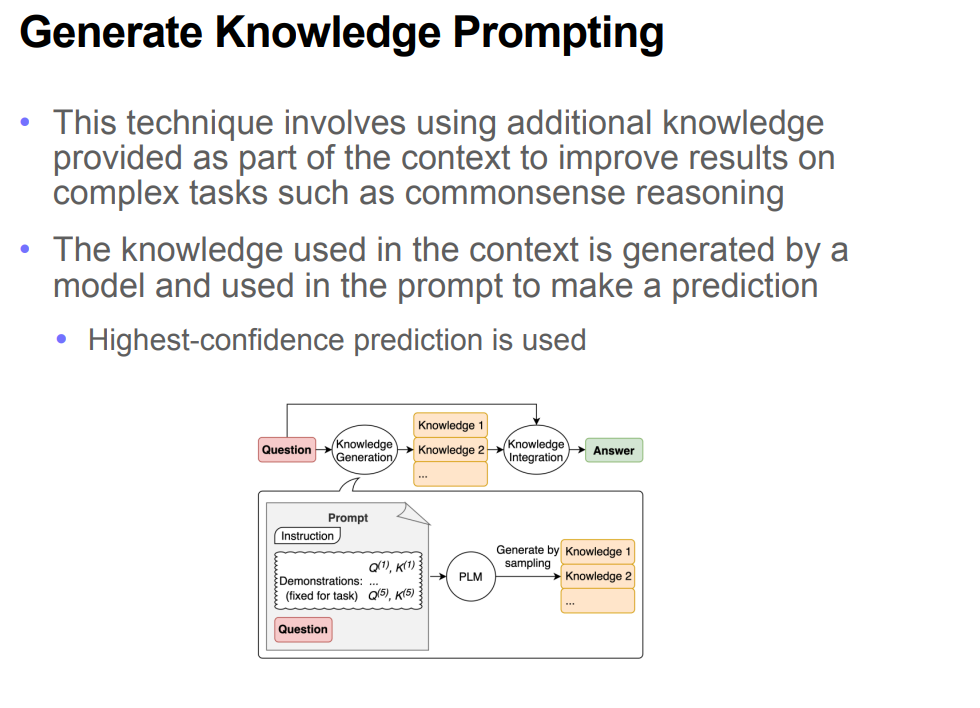 Generate Knowledge Prompting
• This technique involves using additional knowledge
provided as part of the context to improve results on
complex tasks such as commonsense reasoning
• The knowledge used in the context is generated by a
model and used in the prompt to make a prediction
• Highest-confidence prediction is used
Question
Knowledge
Generation
Knowledge 1
Knowledge 2
...
Knowledge
Integration
Answer
Prompt
Instruction
Demonstrations:
(fixed for task)
Q(1), K(1)
...
Q(5), K(5)
Question
PLM
Generate by
sampling
Knowledge 1
Knowledge 2
...